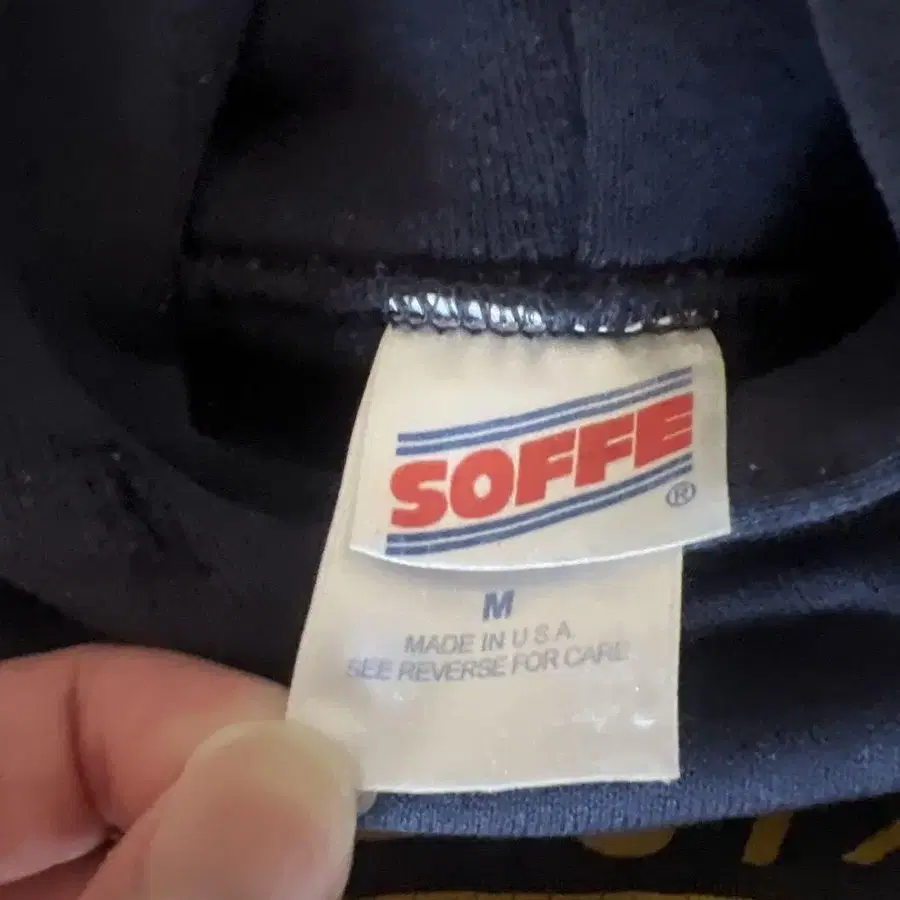 SOFFE
®
M
MADE IN U S A
SEE REVERSE FOR CARE